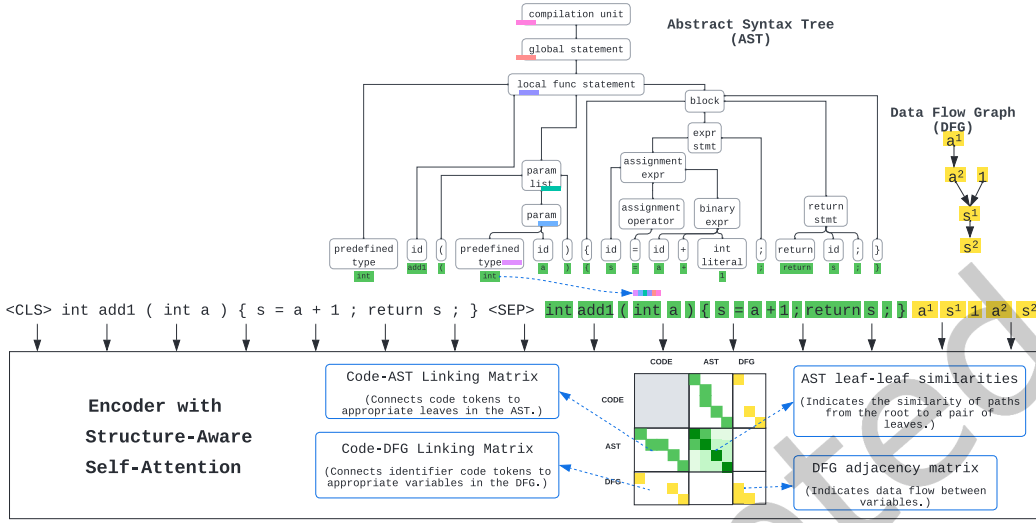 compilation unit
Abstract Syntax Tree
(AST)
global statement
local func statement
block
Data Flow Graph
(DFG)
expr
stmt
a1
assignment
expr
param
list
a2 1
assignment
operator
binary
expr
return
stmt
param
s1
predefined
type
id
(
predefined
type
id
)
{
id
=
id
+
int
literal
;
return
id
;
}
s2
int
add1
(
int
a
)
{
s
=
a
+
1
;
return
s
;
}
<CLS> int add1 ( int a ) { s = a + 1 ; return s ; } <SEP> int add1 ( int a ) { s = a + 1 ; return s ; } a1 s1 1 a2 s2
CODE AST DFG
Code-AST Linking Matrix
(Connects code tokens to
appropriate leaves in the AST.)
AST leaf-leaf similarities
(Indicates the similarity of paths
from the root to a pair of
leaves.)
CODE
AST
DFG
Encoder with
Structure-Aware
Self-Attention
Code-DFG Linking Matrix
(Connects identifier code tokens to
appropriate variables in the DFG.)
DFG adjacency matrix
(Indicates data flow between
variables.)